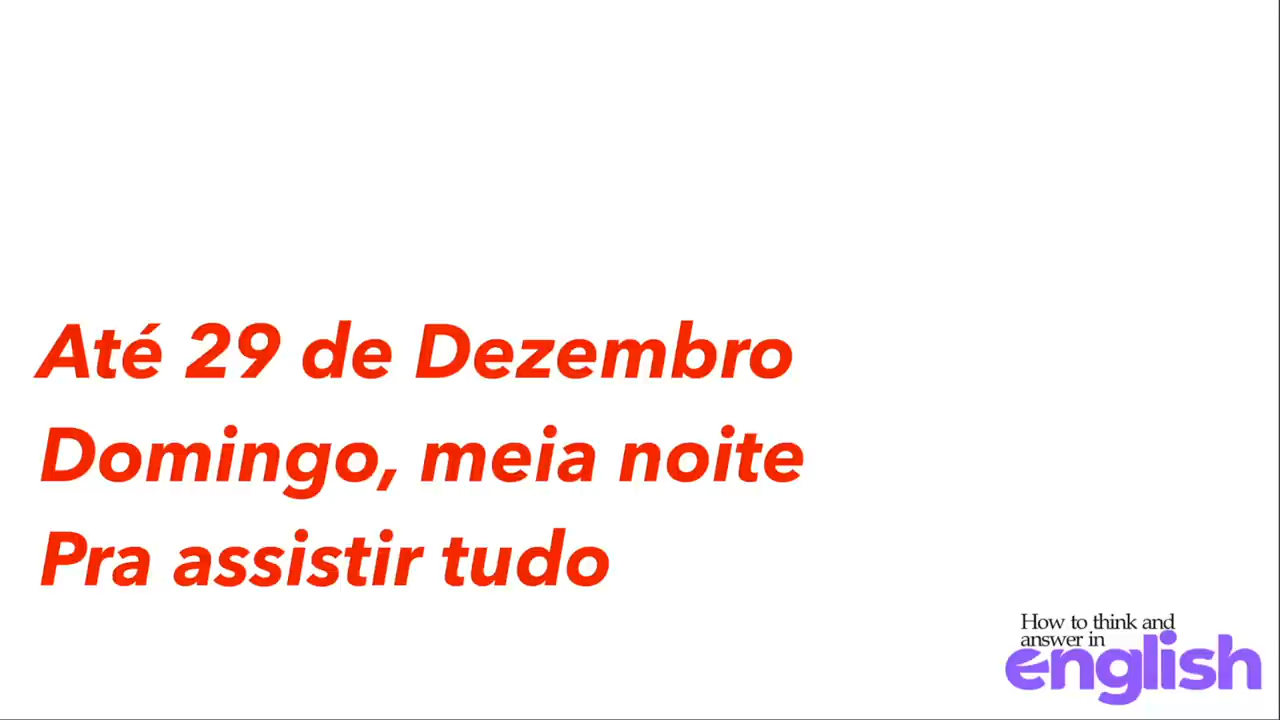 Até 29 de Dezembro
Domingo, meia noite
Pra assistir tudo
How to think and
answer in
english